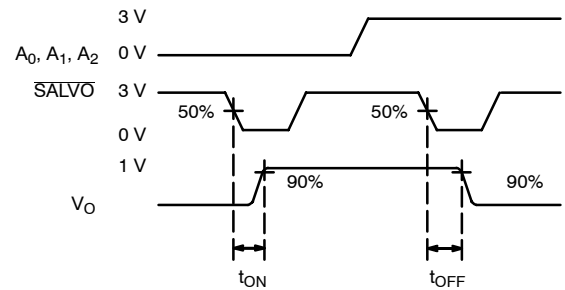 3 V
A0, A1, A2 0 V
SALVO 3 V
50% 50%
0 V
1 V
90% 90%
VO
tON tOFF